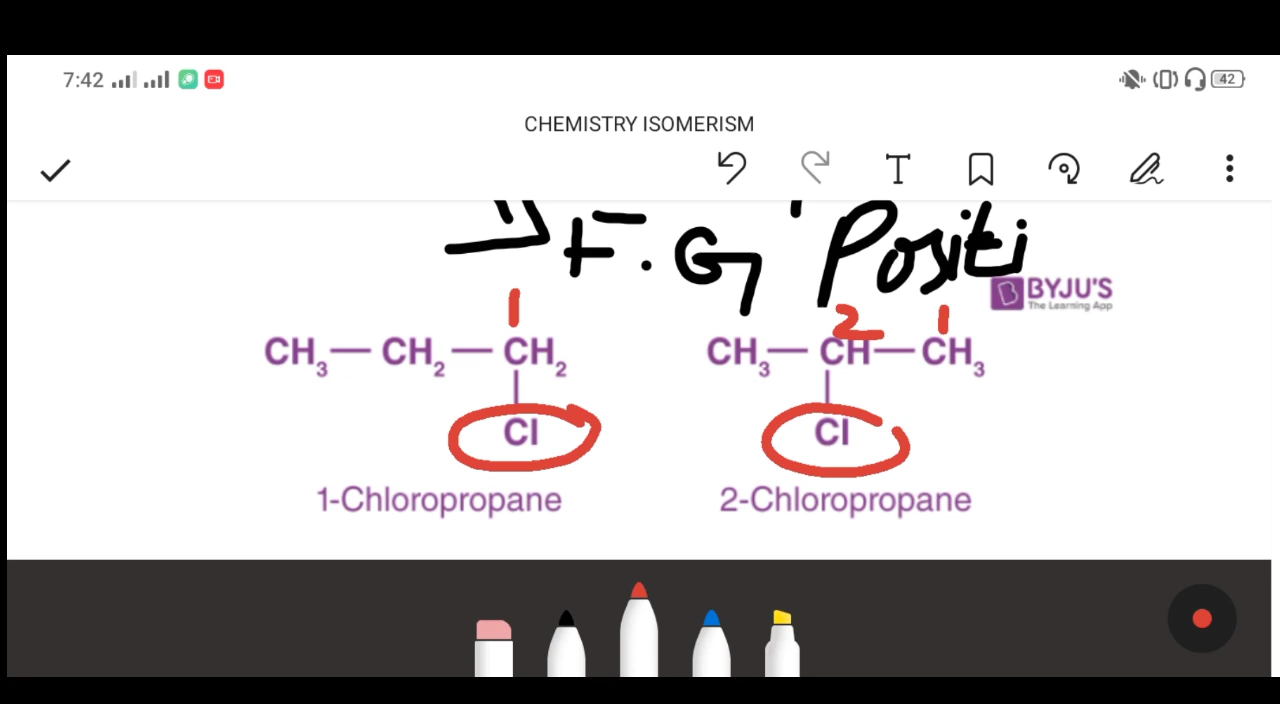 7:42 42
CHEMISTRY ISOMERISM
T
F. G Positi
BYJU'S
The Learning App
1 2 1
CH3— CH2 — CH2 CH3— CH—CH3
Cl Cl
1-Chloropropane 2-Chloropropane